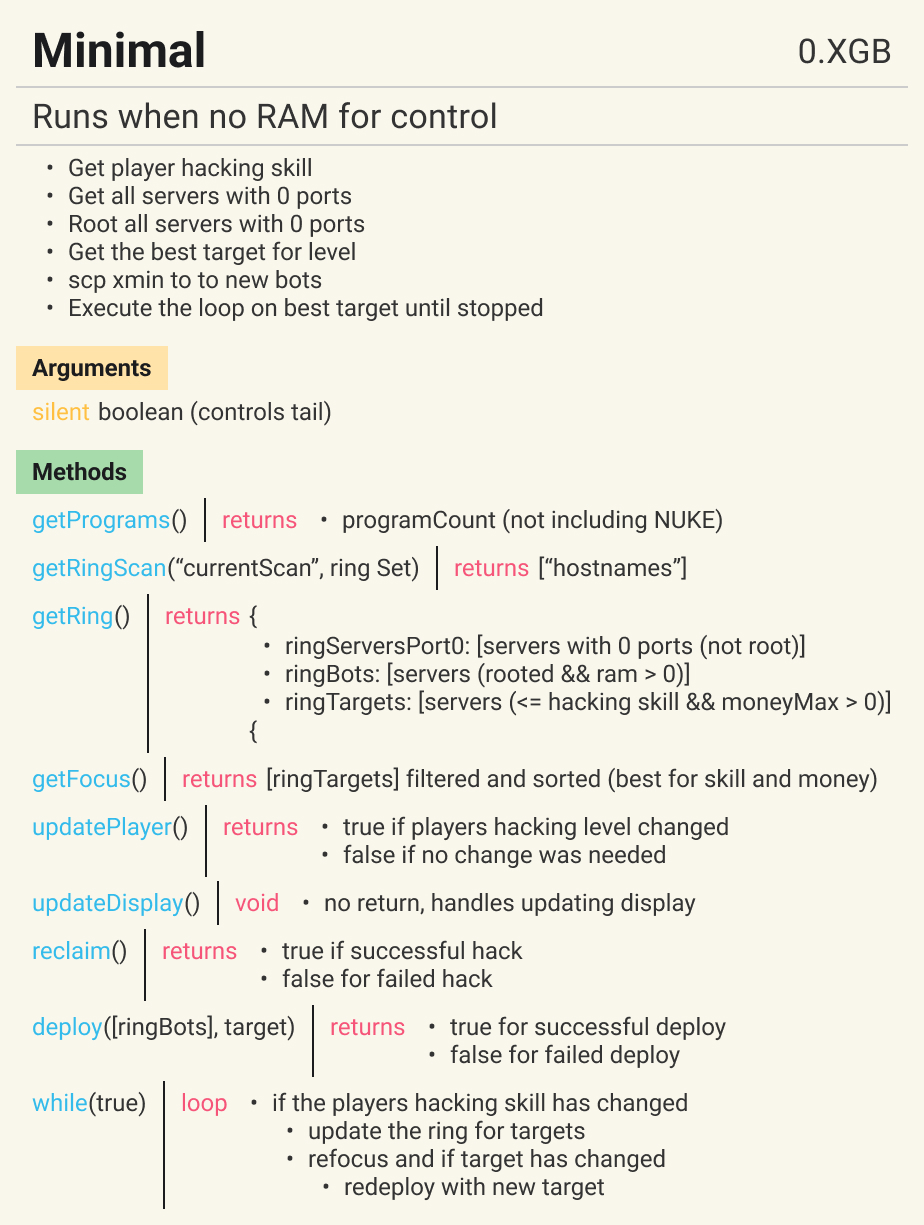 Minimal 0.XGB
Runs when no RAM for control
• Get player hacking skill
• Get all servers with 0 ports
• Root all servers with 0 ports
• Get the best target for level
• scp xmin to to new bots
• Execute the loop on best target until stopped
Arguments
silent boolean (controls tail)
Methods
getPrograms() returns • programCount (not including NUKE)
getRingScan(“currentScan”, ring Set) returns [“hostnames”]
getRing() returns {
• ringServersPort0: [servers with 0 ports (not root)]
• ringBots: [servers (rooted && ram > 0)]
• ringTargets: [servers (<= hacking skill && moneyMax > 0)]
{
getFocus() returns [ringTargets] filtered and sorted (best for skill and money)
updatePlayer() returns • true if players hacking level changed
• false if no change was needed
updateDisplay() void • no return, handles updating display
reclaim() returns • true if successful hack
• false for failed hack
deploy([ringBots], target) returns • true for successful deploy
• false for failed deploy
while(true) loop • if the players hacking skill has changed
• update the ring for targets
• refocus and if target has changed
• redeploy with new target